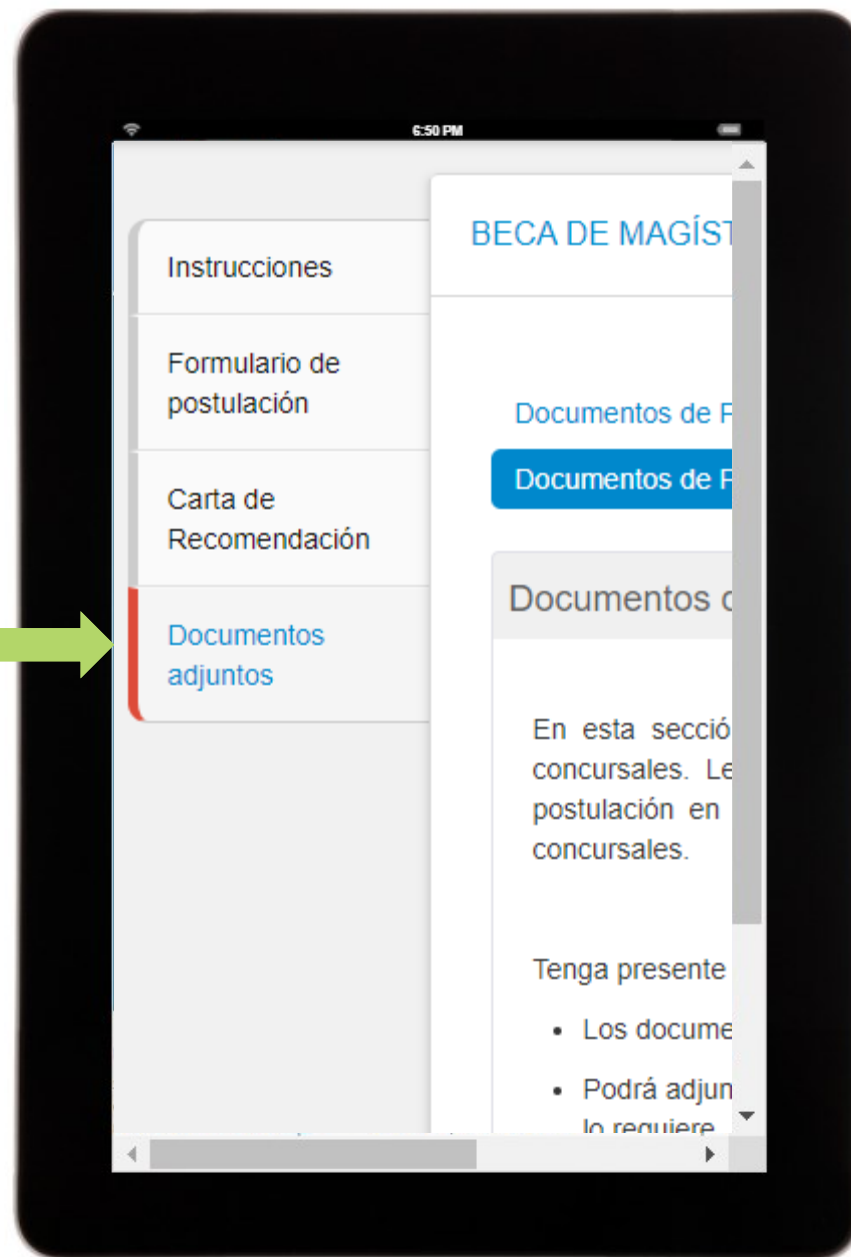 6:50 PM
Instrucciones
Formulario de
postulación
Carta de
Recomendación
Documentos
adjuntos
BECA DE MAGÍST
Documentos de
Documentos de
Documentos
En esta secció
concursales. Le
postulación en
concursales.
Tenga presente
Los docume
Podrá adjun
lo requiere